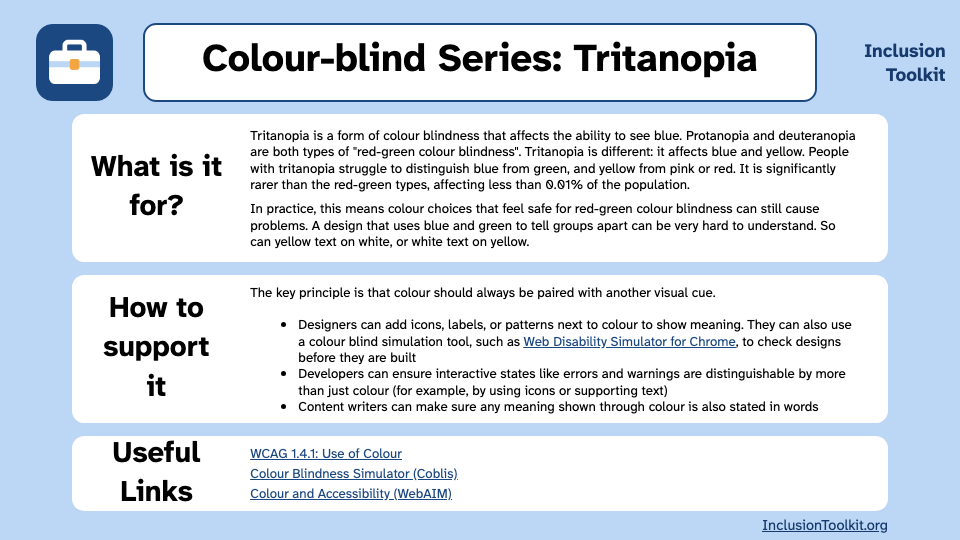 Colour-blind Series: Tritanopia
Inclusion
Toolkit
What is it
for?
Tritanopia is a form of colour blindness that affects the ability to see blue. Protanopia and deuteranopia
are both types of "red-green colour blindness". Tritanopia is different: it affects blue and yellow. People
with tritanopia struggle to distinguish blue from green, and yellow from pink or red. It is significantly
rarer than the red-green types, affecting less than 0.01% of the population.
In practice, this means colour choices that feel safe for red-green colour blindness can still cause
problems. A design that uses blue and green to tell groups apart can be very hard to understand. So
can yellow text on white, or white text on yellow.
How to
support
it
The key principle is that colour should always be paired with another visual cue.
• Designers can add icons, labels, or patterns next to colour to show meaning. They can also use
a colour blind simulation tool, such as Web Disability Simulator for Chrome, to check designs
before they are built
• Developers can ensure interactive states like errors and warnings are distinguishable by more
than just colour (for example, by using icons or supporting text)
• Content writers can make sure any meaning shown through colour is also stated in words
Useful
Links
WCAG 1.4.1: Use of Colour
Colour Blindness Simulator (Coblis)
Colour and Accessibility (WebAIM)
InclusionToolkit.org